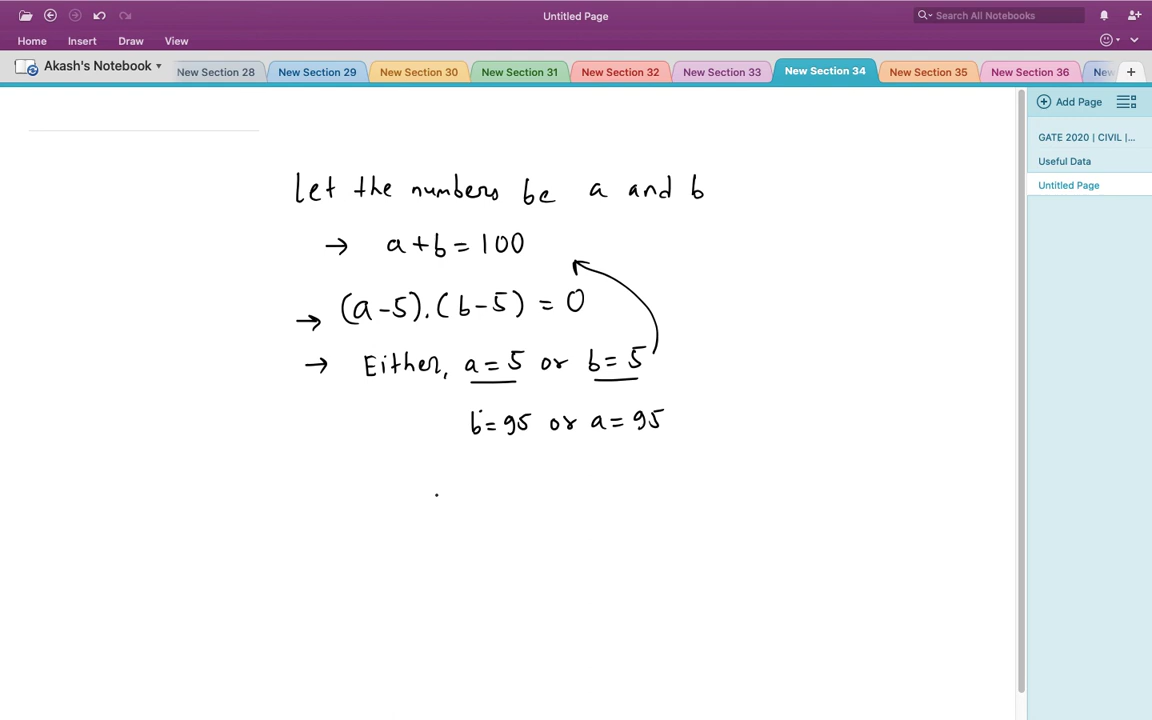 Untitled Page
Search All Notebooks
Home Insert Draw View
Akash's Notebook
New Section 28 New Section 29 New Section 30 New Section 31 New Section 32 New Section 33 New Section 34 New Section 35 New Section 36 New
Add Page
GATE 2020 | CIVIL |...
Useful Data
Untitled Page
Let the numbers be a and b
→ a+b=100
→ (a-5).(b-5) = 0
→ Either, a=5 or b=5
b=95 or a=95